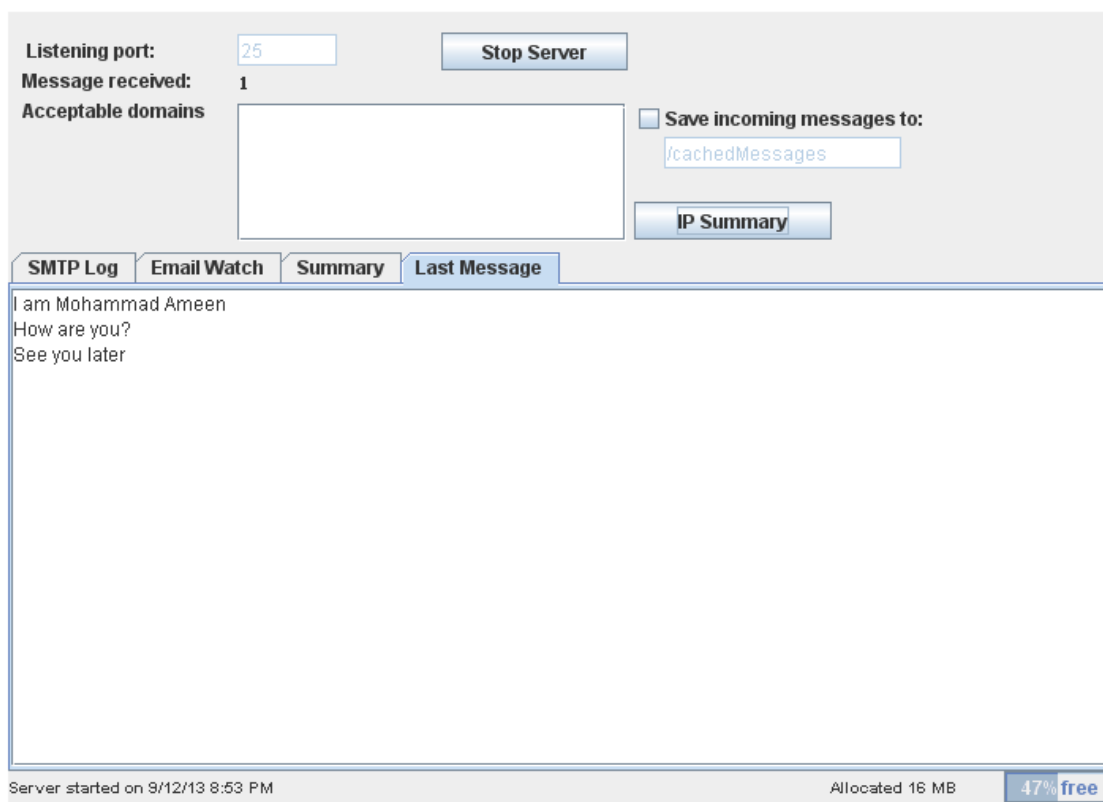 Listening port: 25 Stop Server
Message received: 1
Acceptable domains
Save incoming messages to:
/cachedMessages
IP Summary
SMTP Log Email Watch Summary Last Message
I am Mohammad Ameen
How are you?
See you later
Server started on 9/12/13 8:53 PM Allocated 16 MB 47% free